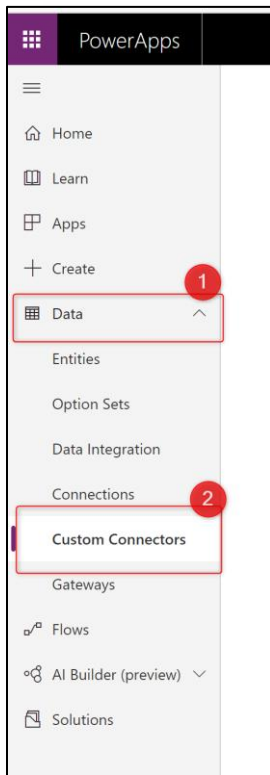 PowerApps
Home
Learn
Apps
Create
1
Data
Entities
Option Sets
Data Integration
Connections
2
Custom Connectors
Gateways
Flows
AI Builder (preview)
Solutions